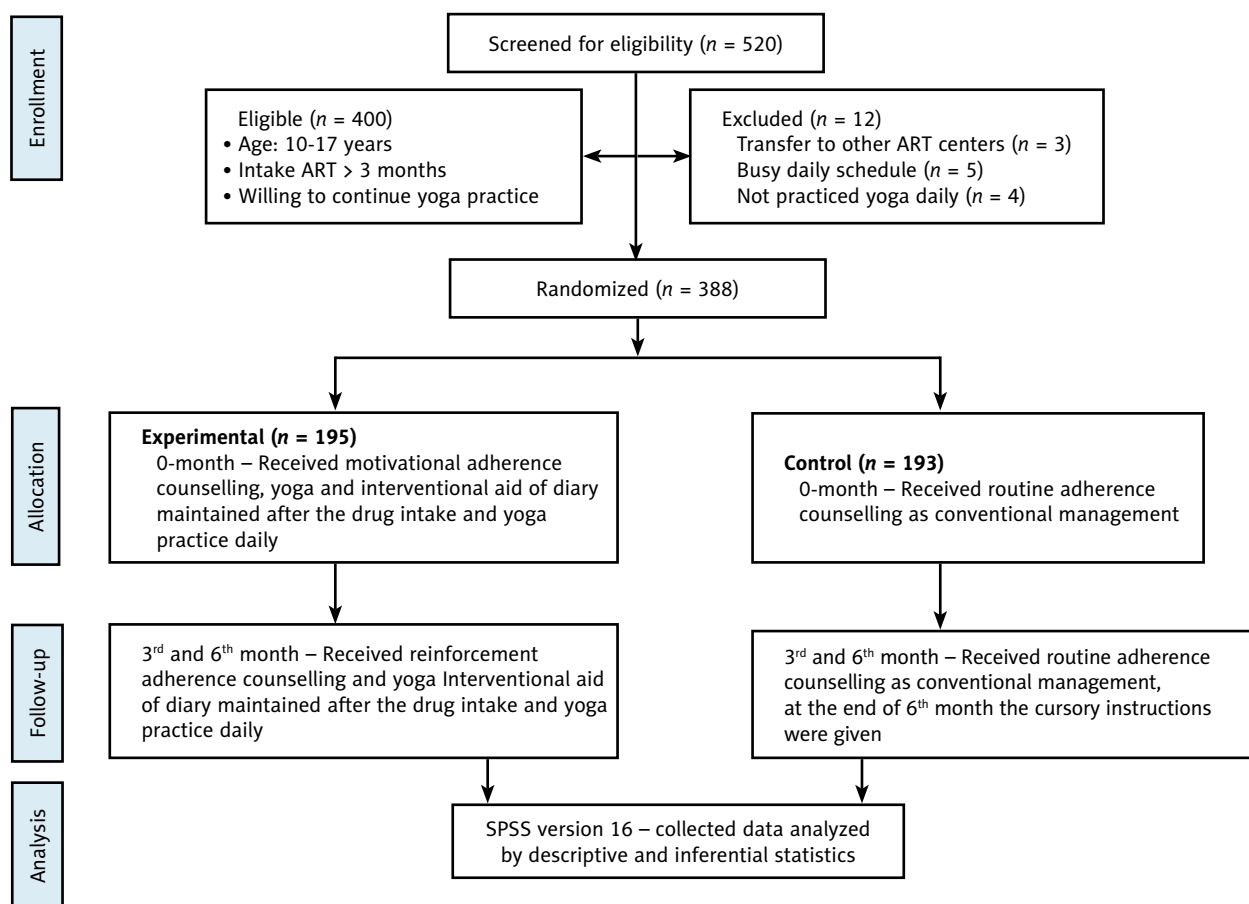 Enrollment
Screened for eligibility (n = 520)
Eligible (n = 400)
• Age: 10-17 years
• Intake ART > 3 months
• Willing to continue yoga practice
Excluded (n = 12)
Transfer to other ART centers (n = 3)
Busy daily schedule (n = 5)
Not practiced yoga daily (n = 4)
Randomized (n = 388)
Allocation
Experimental (n = 195)
0-month – Received motivational adherence
counselling, yoga and interventional aid of diary
maintained after the drug intake and yoga
practice daily
Control (n = 193)
0-month – Received routine adherence
counselling as conventional management
Follow-up
3rd and 6th month – Received reinforcement
adherence counselling and yoga Interventional aid
of diary maintained after the drug intake and yoga
practice daily
3rd and 6th month – Received routine adherence
counselling as conventional management,
at the end of 6th month the cursory instructions
were given
Analysis
SPSS version 16 – collected data analyzed
by descriptive and inferential statistics